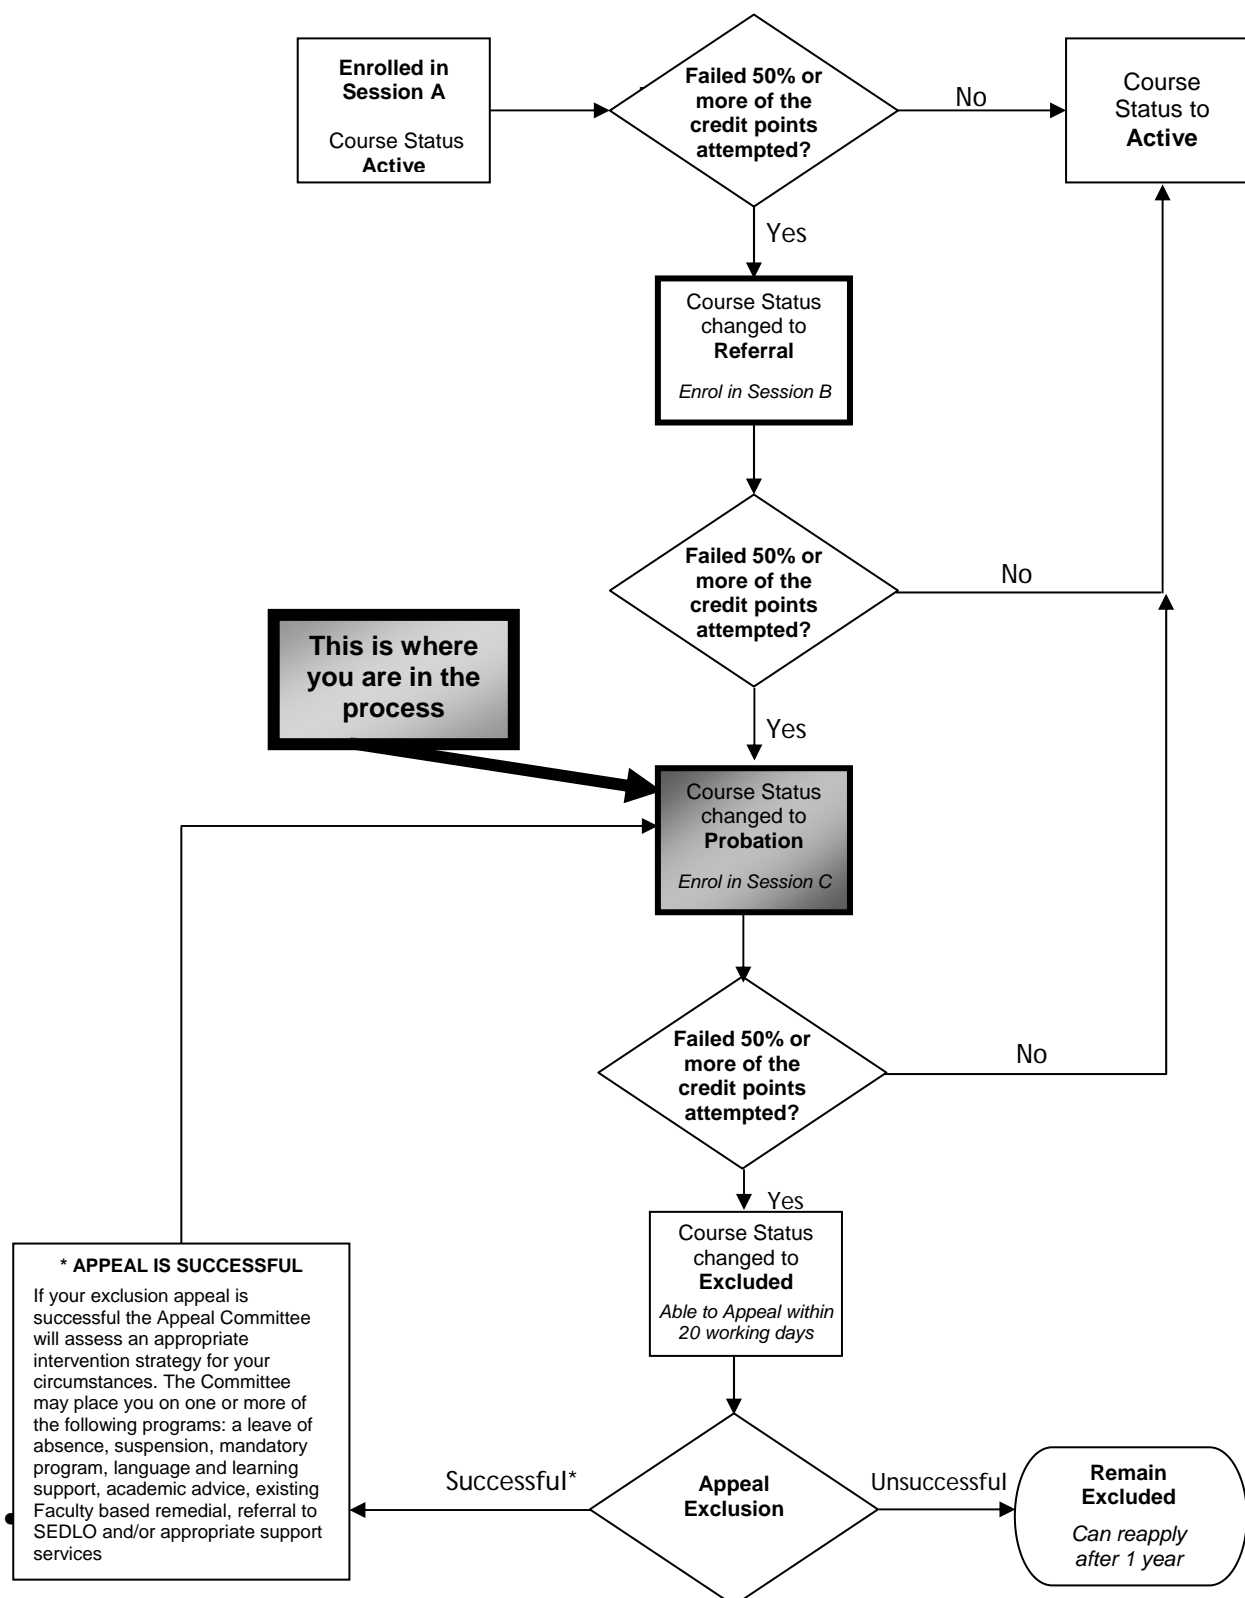 Enrolled in
Session A
Course Status
Active
Failed 50% or
more of the
credit points
attempted?
No
Course
Status to
Active
Yes
Course Status
changed to
Referral
Enrol in Session B
Failed 50% or
more of the
credit points
attempted?
No
This is where
you are in the
process
Yes
Course Status
changed to
Probation
Enrol in Session C
Failed 50% or
more of the
credit points
attempted?
No
Yes
Course Status
changed to
Excluded
Able to Appeal within
20 working days
* APPEAL IS SUCCESSFUL
If your exclusion appeal is
successful the Appeal Committee
will assess an appropriate
intervention strategy for your
circumstances. The Committee
may place you on one or more of
the following programs: a leave of
absence, suspension, mandatory
program, language and learning
support, academic advice, existing
Faculty based remedial, referral to
SEDLO and/or appropriate support
services
Successful*
Appeal
Exclusion
Unsuccessful
Remain
Excluded
Can reapply
after 1 year